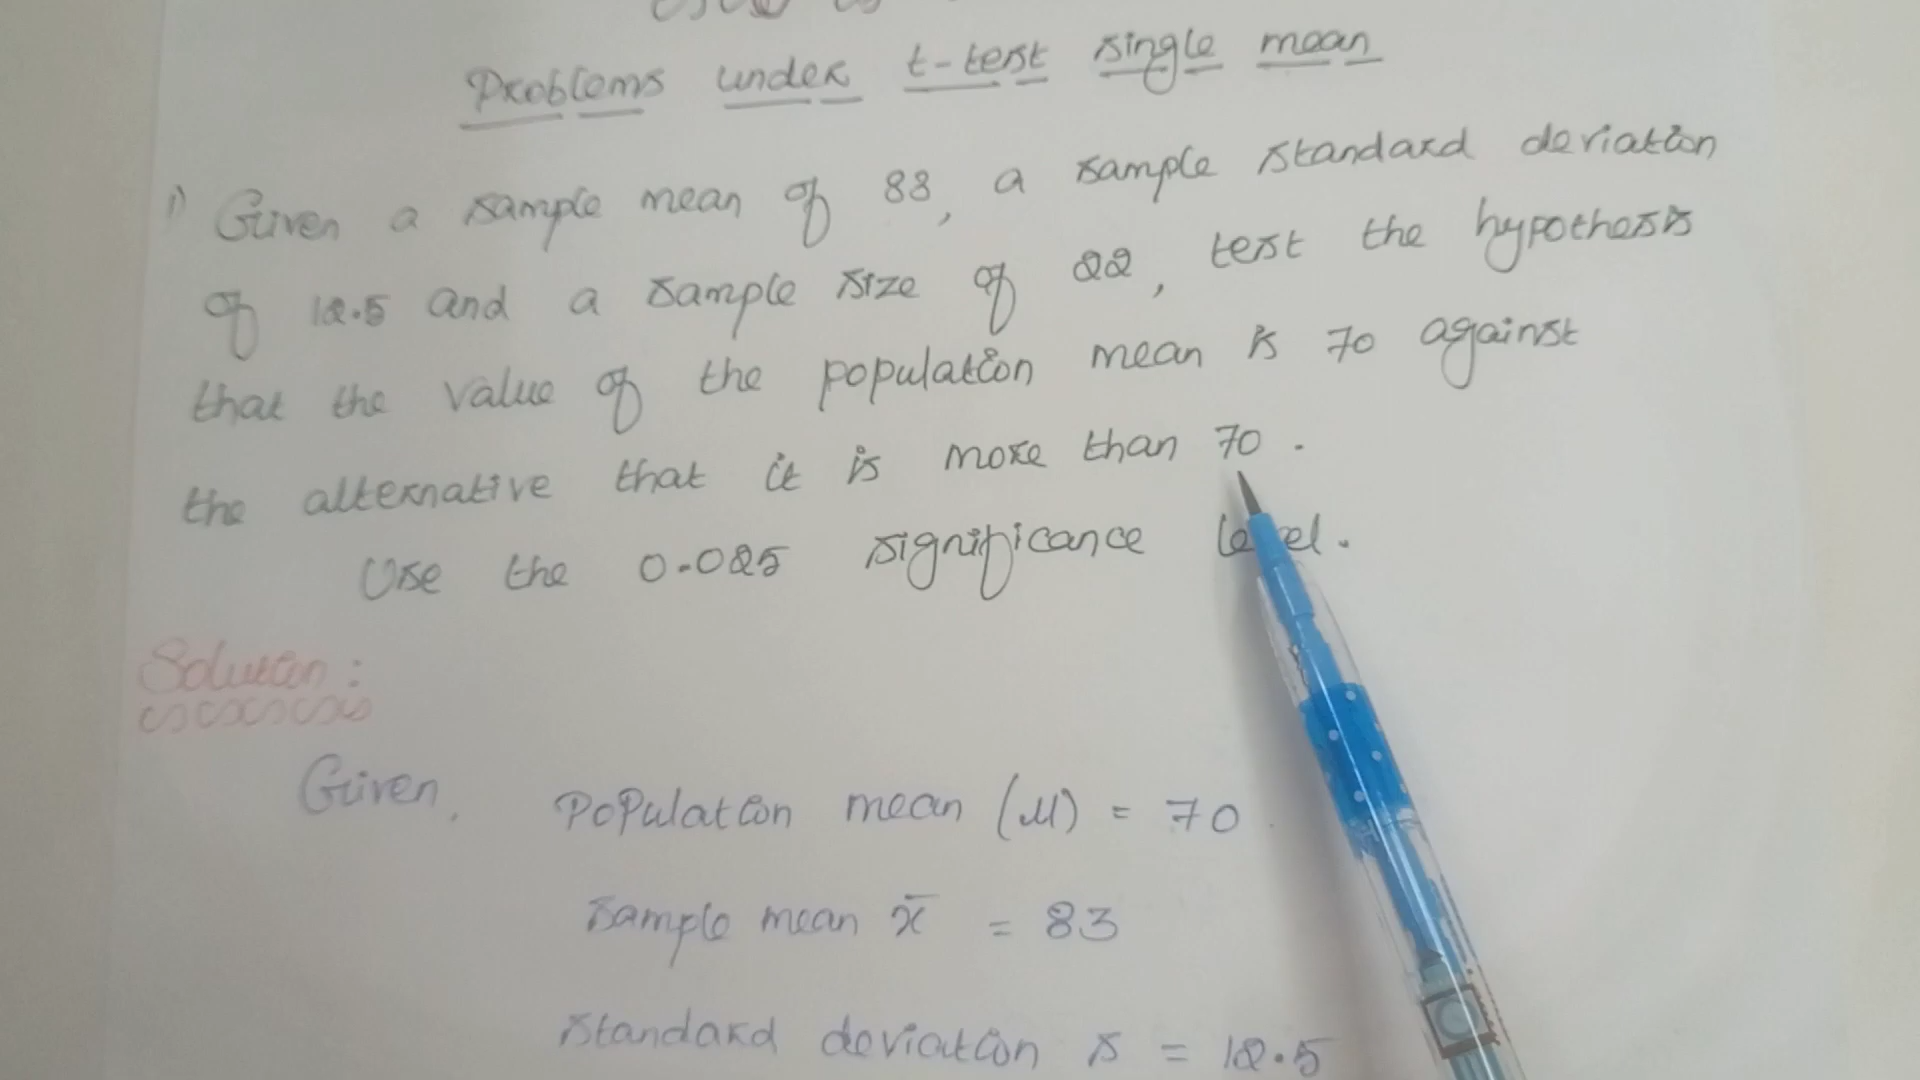 Problems under t-test single mean
1) Given a sample mean of 83, a sample standard deviation
of 12.5 and a sample size of 22, test the hypothesis
that the value of the population mean is 70 against
the alternative that it is more than 70.
Use the 0.025 significance level.
Solution:
Given, Population mean (μ) = 70
Sample mean x̄ = 83
Standard deviation s = 12.5